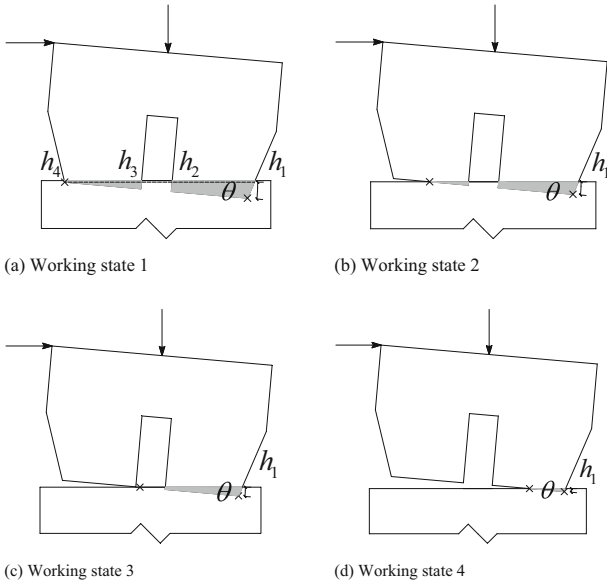 h₄ h₃ h₂ h₁
θ
(a) Working state 1
h₁
θ
(b) Working state 2
h₁
θ
(c) Working state 3
h₁
θ
(d) Working state 4